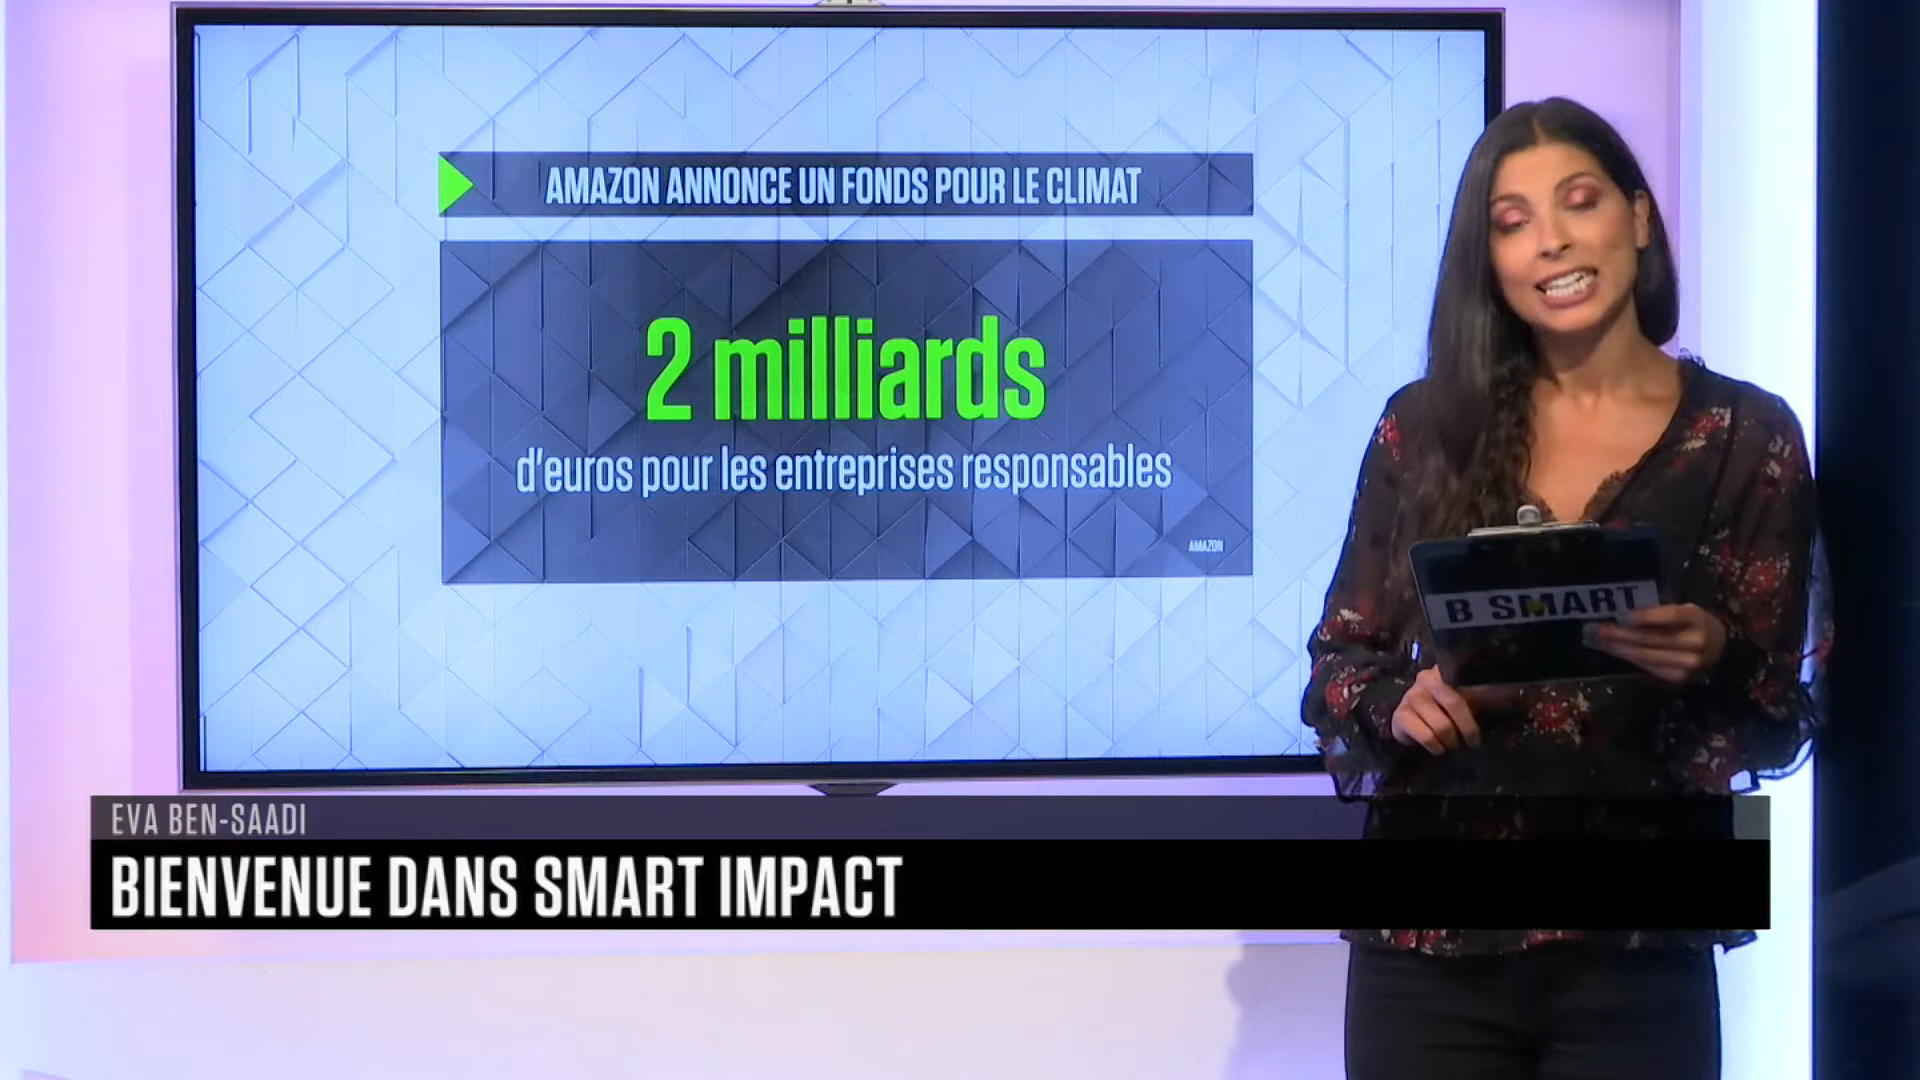 AMAZON ANNONCE UN FONDS POUR LE CLIMAT
2 milliards
d'euros pour les entreprises responsables
AMAZON
B SMART
EVA BEN-SAADI
BIENVENUE DANS SMART IMPACT